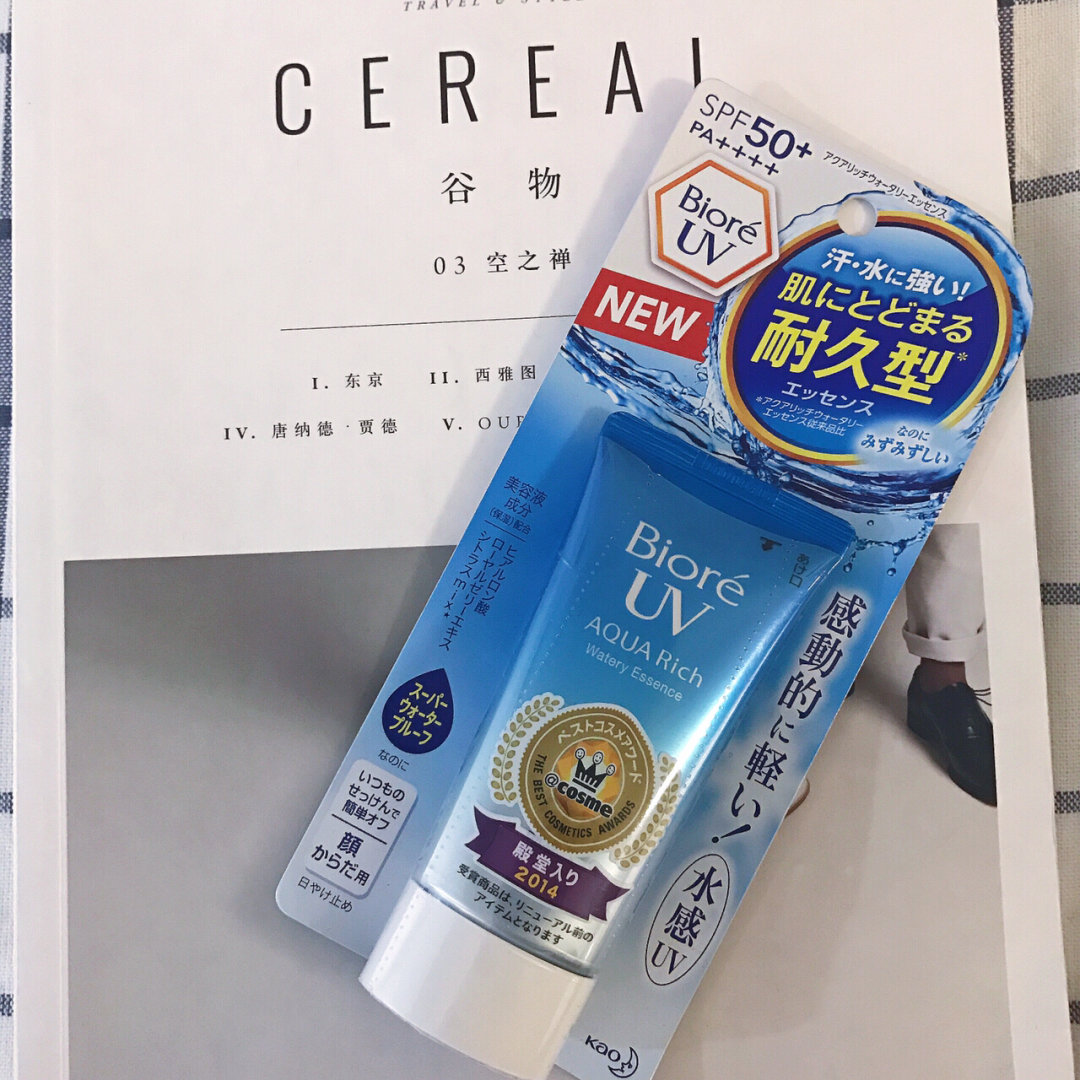 TRAVEL & STYLE
CEREAL
谷 物
03 空之禅
I. 东京 II. 西雅图
IV. 唐纳德·贾德 V. OUR
SPF50+
PA++++
アクアリッチウォータリーエッセンス
Bioré
UV
NEW
汗・水に強い!
肌にとどまる
耐久型*
エッセンス
*アクアリッチウォータリー
エッセンス従来品比
なのに
みずみずしい
美容液
成分
(保湿)配合
ヒアルロン酸
ローヤルゼリーエキス
シトラスmix*
スーパー
ウォーター
プルーフ
なのに
いつもの
せっけんで
簡単オフ
顔
からだ用
日やけ止め
あけ口
Bioré
UV
AQUA Rich
Watery Essence
ベストコスメアワード
@cosme
THE BEST COSMETICS AWARDS
殿堂入り
2014
受賞商品は、リニューアル前の
アイテムとなります
感動的に軽い!
水感UV
Kao